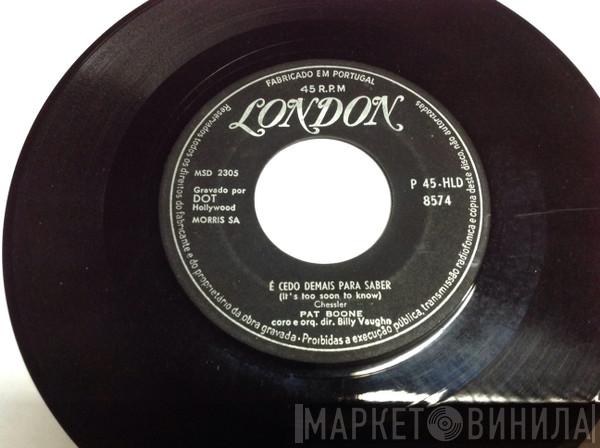 FABRICADO EM PORTUGAL
45 R.P.M
LONDON
MSD 2305
Gravado por
DOT
Hollywood
MORRIS SA
P 45-HLD
8574
É CEDO DEMAIS PARA SABER
(It's too soon to know)
Chessler
PAT BOONE
coro e orq. dir. Billy Vaughn
Reservados todos os direitos do fabricante e do proprietário da obra gravada • Proibidas a execução pública, transmissão radiofonica e copia deste disco, não autorizadas
МАРКЕТ ВИНИЛА